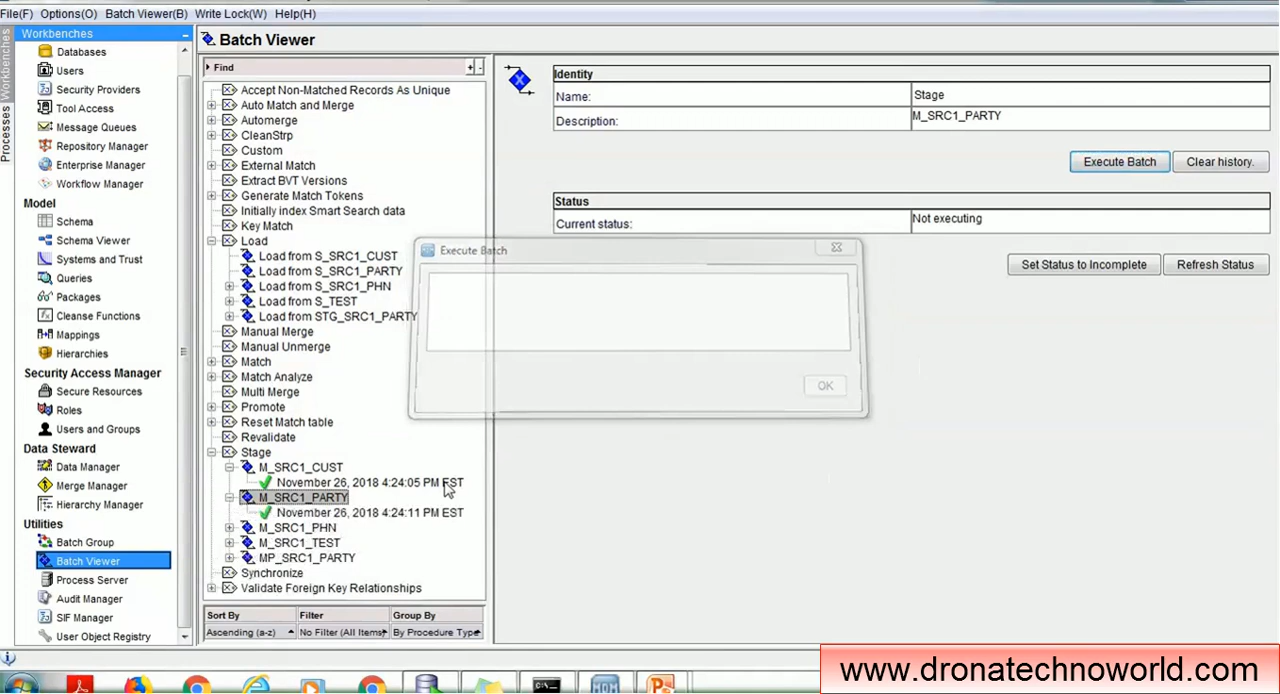 File(F) Options(O) Batch Viewer(B) Write Lock(W) Help(H)
Workbenches
Processes
Workbenches
Databases
Users
Security Providers
Tool Access
Message Queues
Repository Manager
Enterprise Manager
Workflow Manager
Model
Schema
Schema Viewer
Systems and Trust
Queries
Packages
Cleanse Functions
Mappings
Hierarchies
Security Access Manager
Secure Resources
Roles
Users and Groups
Data Steward
Data Manager
Merge Manager
Hierarchy Manager
Utilities
Batch Group
Batch Viewer
Process Server
Audit Manager
SIF Manager
User Object Registry
Batch Viewer
Find
+ -
Accept Non-Matched Records As Unique
Auto Match and Merge
Automerge
CleanStrp
Custom
External Match
Extract BVT Versions
Generate Match Tokens
Initially index Smart Search data
Key Match
Load
Load from S_SRC1_CUST
Load from S_SRC1_PARTY
Load from S_SRC1_PHN
Load from S_TEST
Load from STG_SRC1_PARTY
Manual Merge
Manual Unmerge
Match
Match Analyze
Multi Merge
Promote
Reset Match table
Revalidate
Stage
M_SRC1_CUST
November 26, 2018 4:24:05 PM EST
M_SRC1_PARTY
November 26, 2018 4:24:11 PM EST
M_SRC1_PHN
M_SRC1_TEST
MP_SRC1_PARTY
Synchronize
Validate Foreign Key Relationships
Sort By Filter Group By
Ascending (a-z) No Filter (All Items) By Procedure Type
Identity
Name: Stage
Description: M_SRC1_PARTY
Execute Batch Clear history.
Status
Current status: Not executing
Set Status to Incomplete Refresh Status
Execute Batch
OK
MDM
www.dronatechnoworld.com